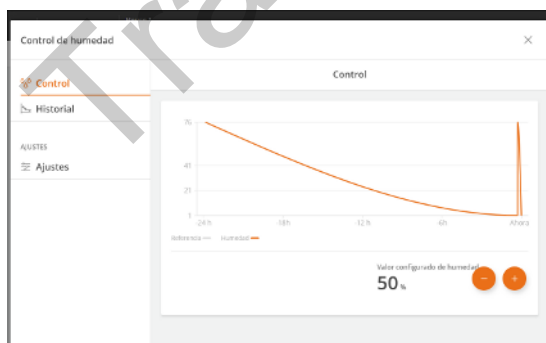 Control de humedad
×
Control
Control
Historial
76
AJUSTES
41
Ajustes
21
1
-24 h
-18h
-12 h
-6h
Ahora
Referencia
Humedad
Valor configurado de humedad
50 %
−
+